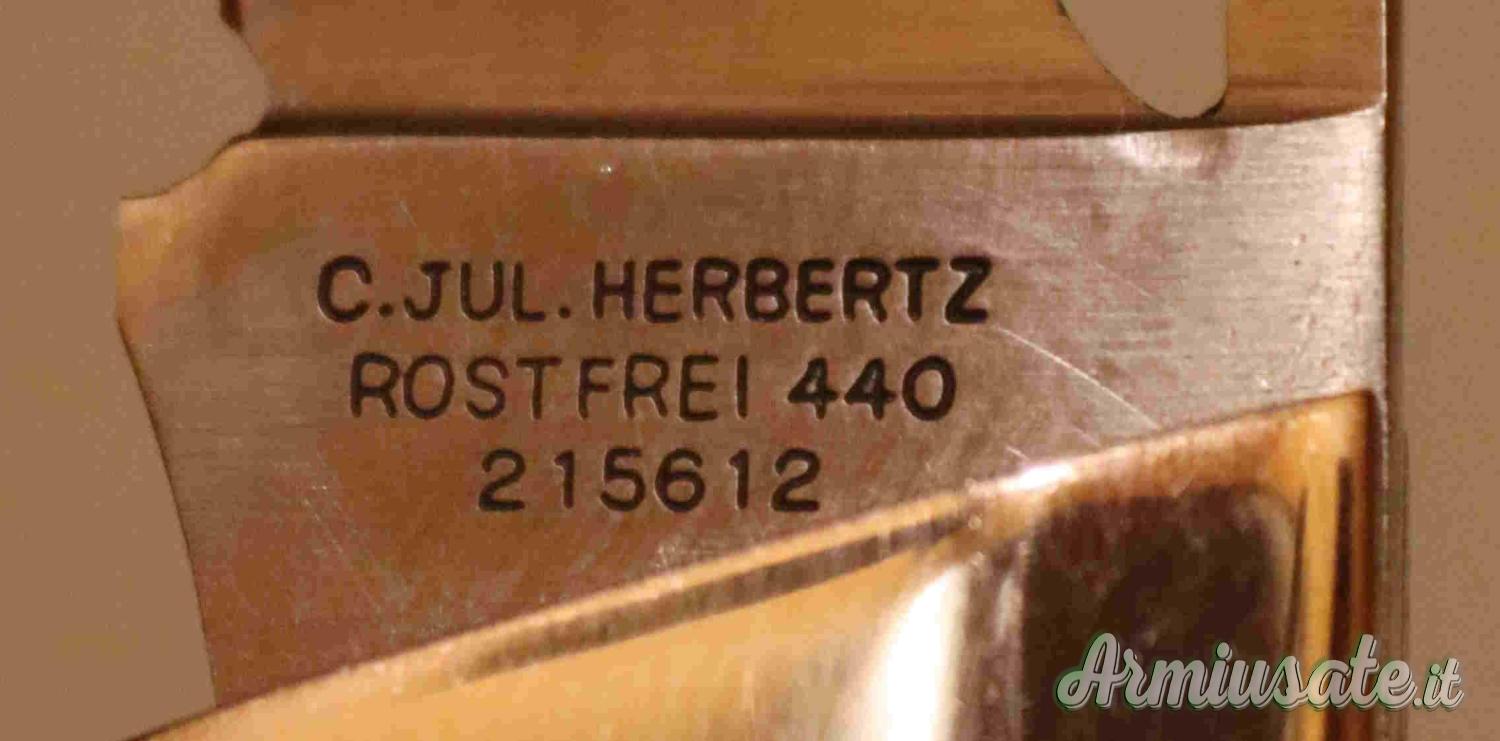 C. JUL. HERBERTZ
ROSTFREI 440
215612
Armiusate.it